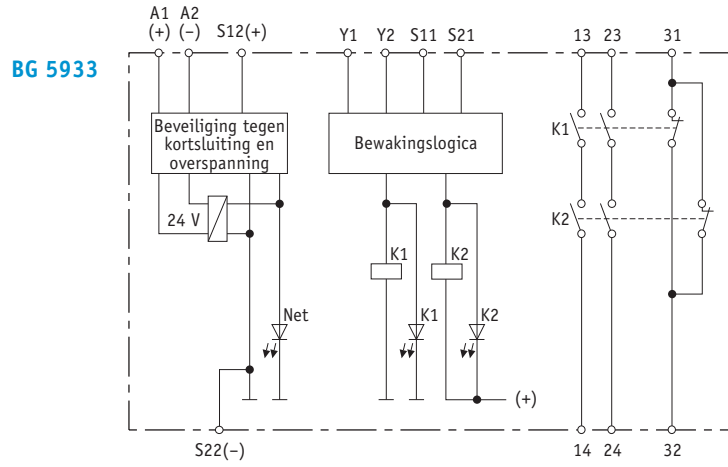 BG 5933
A1 A2
(+) (–) S12(+) Y1 Y2 S11 S21 13 23 31
Beveiliging tegen
kortsluiting en
overspanning
Bewakingslogica
K1
K2
24 V
K1 K2
Net K1 K2
(+)
S22(–) 14 24 32